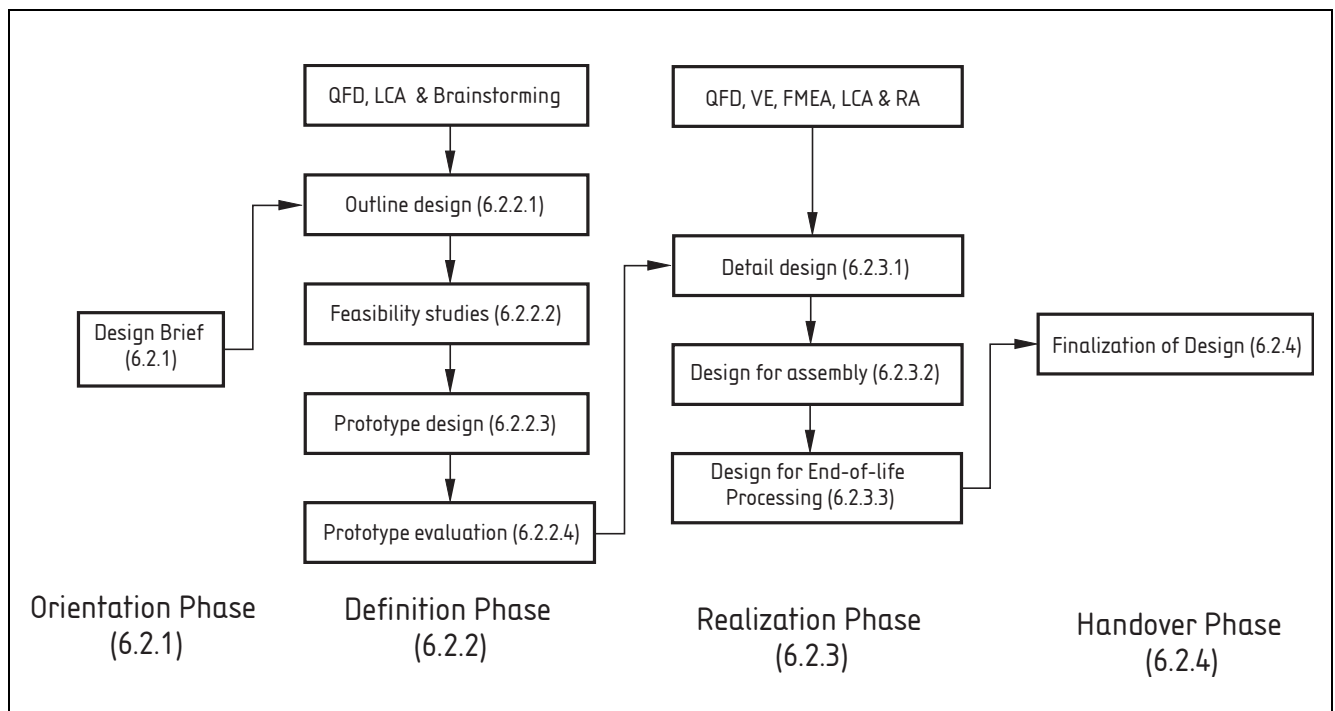 Design Brief
(6.2.1)
Orientation Phase
(6.2.1)
QFD, LCA & Brainstorming
Outline design (6.2.2.1)
Feasibility studies (6.2.2.2)
Prototype design (6.2.2.3)
Prototype evaluation (6.2.2.4)
Definition Phase
(6.2.2)
QFD, VE, FMEA, LCA & RA
Detail design (6.2.3.1)
Design for assembly (6.2.3.2)
Design for End-of-life
Processing (6.2.3.3)
Realization Phase
(6.2.3)
Finalization of Design (6.2.4)
Handover Phase
(6.2.4)